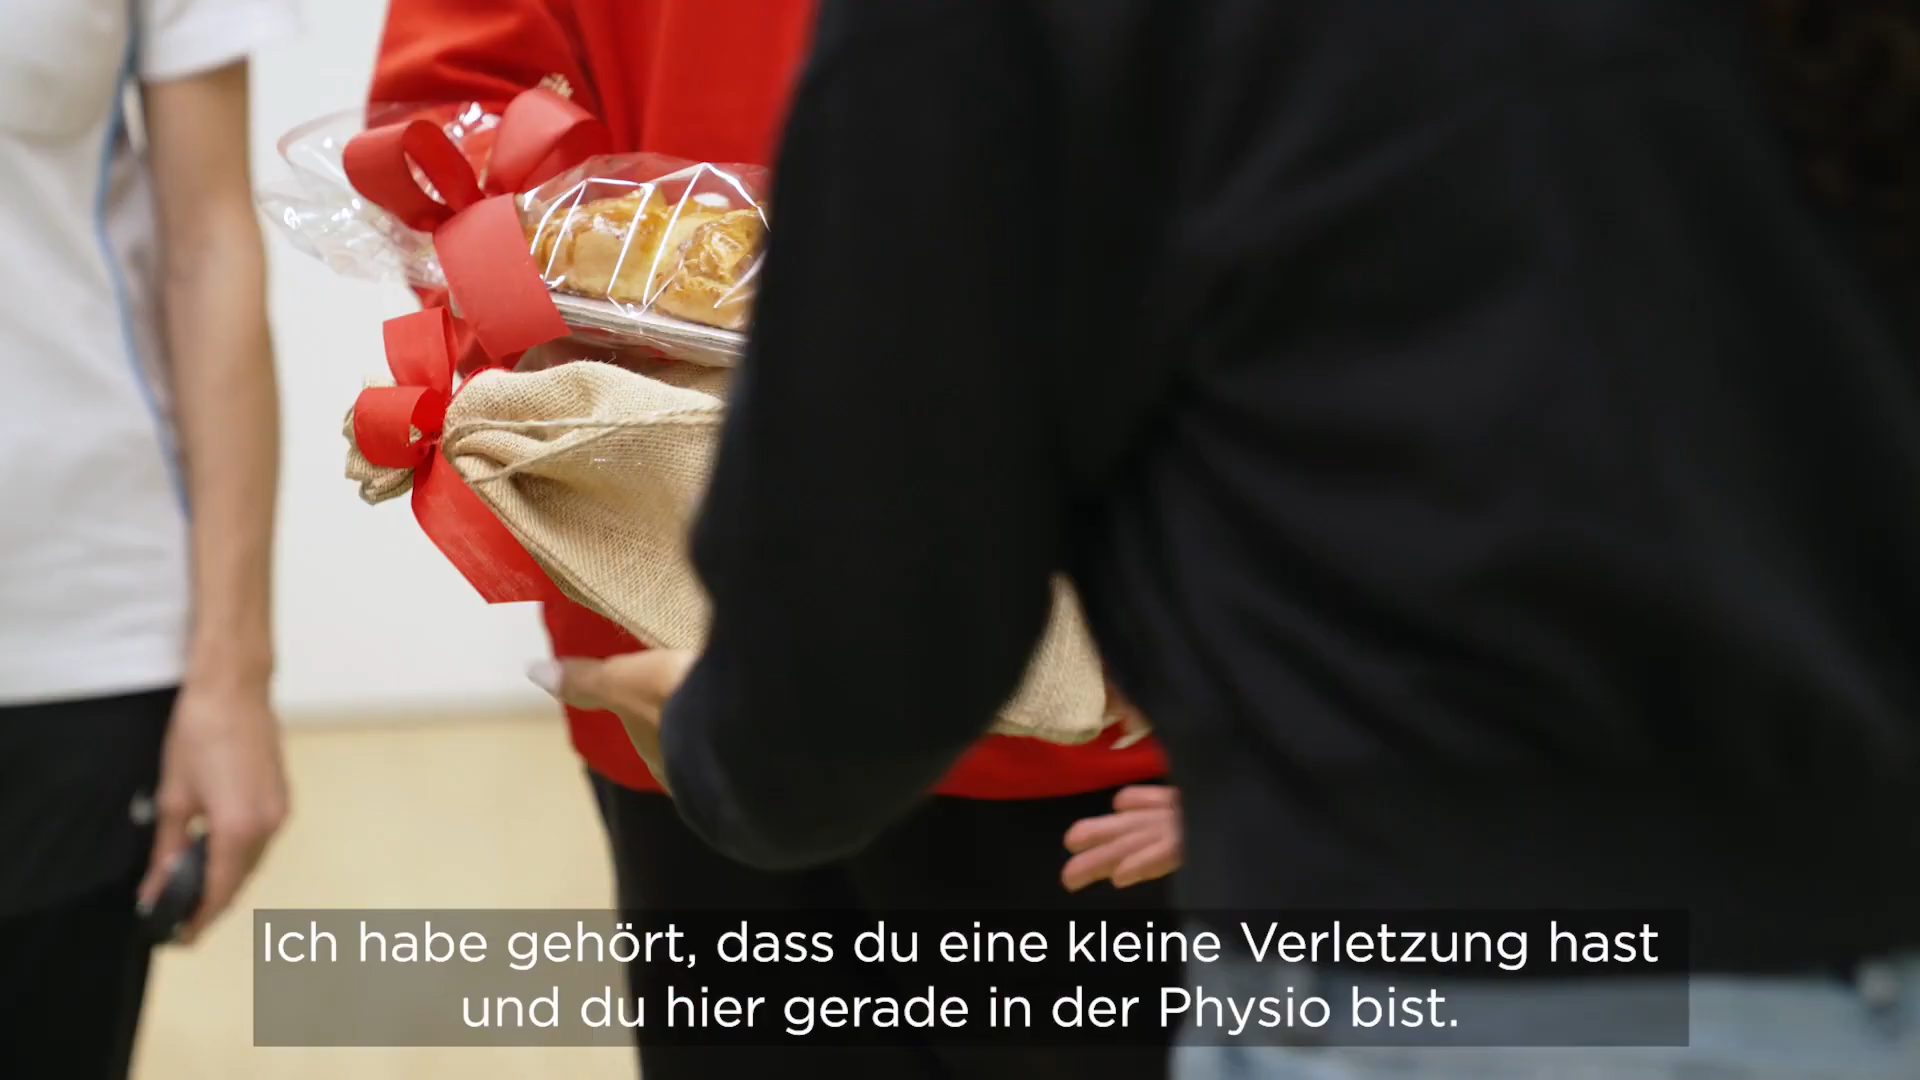 Ich habe gehört, dass du eine kleine Verletzung hast
und du hier gerade in der Physio bist.